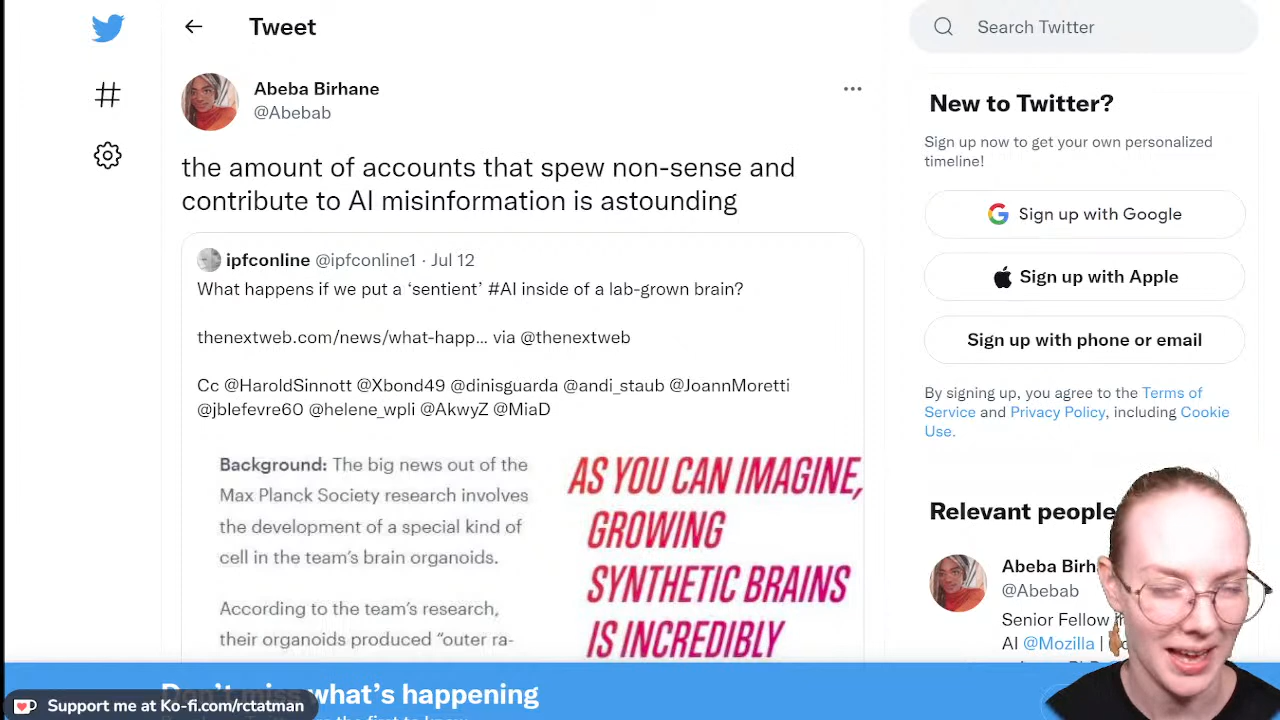 Tweet
Search Twitter
Abeba Birhane
@Abebab
the amount of accounts that spew non-sense and
contribute to AI misinformation is astounding
ipfconline @ipfconline1 · Jul 12
What happens if we put a ‘sentient’ #AI inside of a lab-grown brain?
thenextweb.com/news/what-happ... via @thenextweb
Cc @HaroldSinnott @Xbond49 @dinisguarda @andi_staub @JoannMoretti
@jblefevre60 @helene_wpli @AkwyZ @MiaD
Background: The big news out of the
Max Planck Society research involves
the development of a special kind of
cell in the team’s brain organoids.
According to the team’s research,
their organoids produced “outer ra-
AS YOU CAN IMAGINE,
GROWING
SYNTHETIC BRAINS
IS INCREDIBLY
New to Twitter?
Sign up now to get your own personalized
timeline!
Sign up with Google
Sign up with Apple
Sign up with phone or email
By signing up, you agree to the Terms of
Service and Privacy Policy, including Cookie
Use.
Relevant people
Abeba Birh
@Abebab
Senior Fellow
AI @Mozilla |
Don’t miss what’s happening
Support me at Ko-fi.com/rctatman